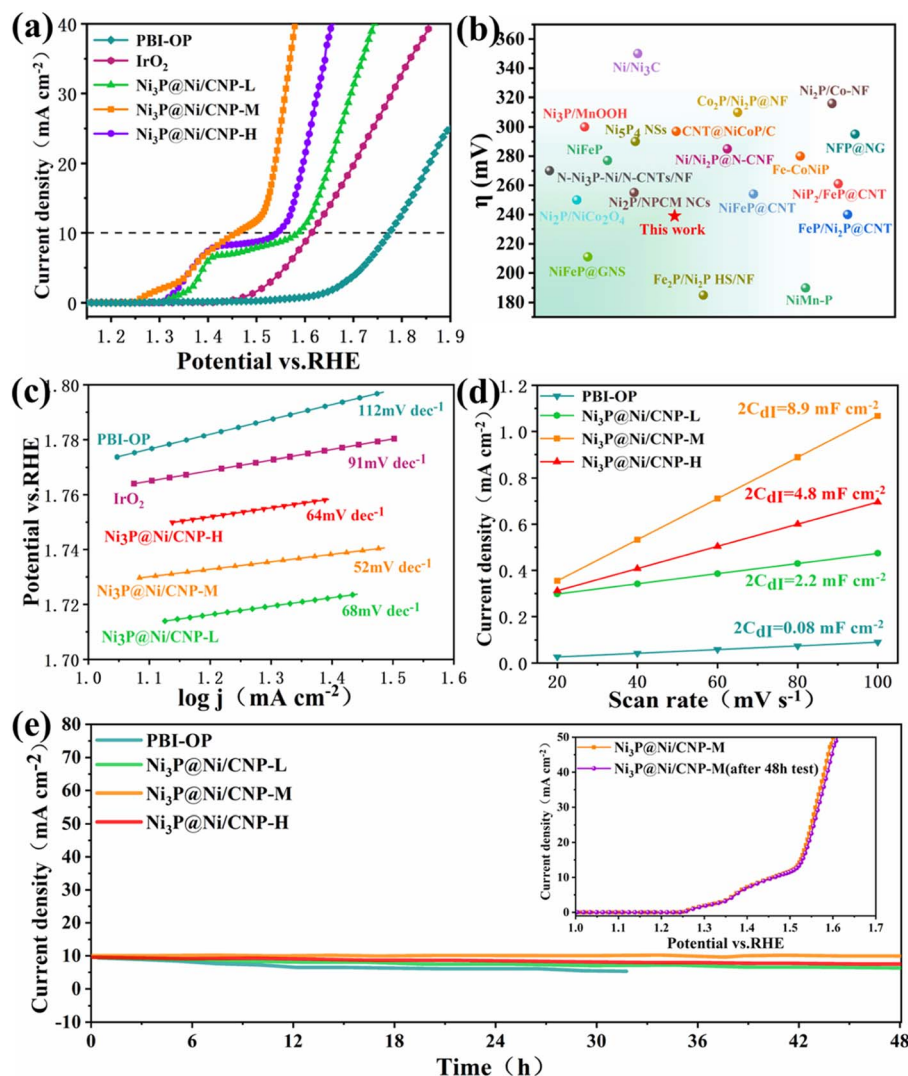 (a)
Current density (mA cm⁻²)
40
30
20
10
0
PBI-OP
IrO₂
Ni₃P@Ni/CNP-L
Ni₃P@Ni/CNP-M
Ni₃P@Ni/CNP-H
1.2 1.3 1.4 1.5 1.6 1.7 1.8 1.9
Potential vs.RHE
(b)
η (mV)
360
340
320
300
280
260
240
220
200
180
Ni/Ni₃C
Ni₂P/Co-NF
Co₂P/Ni₂P@NF
Ni₃P/MnOOH
Ni₅P₄ NSs
CNT@NiCoP/C
NFP@NG
NiFeP
Ni/Ni₂P@N-CNF
Fe-CoNiP
N-Ni₃P-Ni/N-CNTs/NF
NiP₂/FeP@CNT
Ni₂P/NPCM NCs
NiFeP@CNT
Ni₂P/NiCo₂O₄
This work
FeP/Ni₂P@CNT
NiFeP@GNS
Fe₂P/Ni₂P HS/NF
NiMn-P
(c)
Potential vs.RHE
1.80
1.78
1.76
1.74
1.72
1.70
112mV dec⁻¹
PBI-OP
91mV dec⁻¹
IrO₂
64mV dec⁻¹
Ni₃P@Ni/CNP-H
52mV dec⁻¹
Ni₃P@Ni/CNP-M
68mV dec⁻¹
Ni₃P@Ni/CNP-L
1.0 1.1 1.2 1.3 1.4 1.5 1.6
log j（mA cm⁻²）
(d)
Current density（mA cm⁻²）
1.2
1.0
0.8
0.6
0.4
0.2
0.0
PBI-OP
Ni₃P@Ni/CNP-L
Ni₃P@Ni/CNP-M
Ni₃P@Ni/CNP-H
2CdI=8.9 mF cm⁻²
2CdI=4.8 mF cm⁻²
2CdI=2.2 mF cm⁻²
2CdI=0.08 mF cm⁻²
20 40 60 80 100
Scan rate（mV s⁻¹）
(e)
Current density（mA cm⁻²）
80
70
60
50
40
30
20
10
0
-10
PBI-OP
Ni₃P@Ni/CNP-L
Ni₃P@Ni/CNP-M
Ni₃P@Ni/CNP-H
Current density（mA cm⁻²）
50
40
30
20
10
0
Ni₃P@Ni/CNP-M
Ni₃P@Ni/CNP-M(after 48h test)
1.0 1.1 1.2 1.3 1.4 1.5 1.6 1.7
Potential vs.RHE
0 6 12 18 24 30 36 42 48
Time（h）